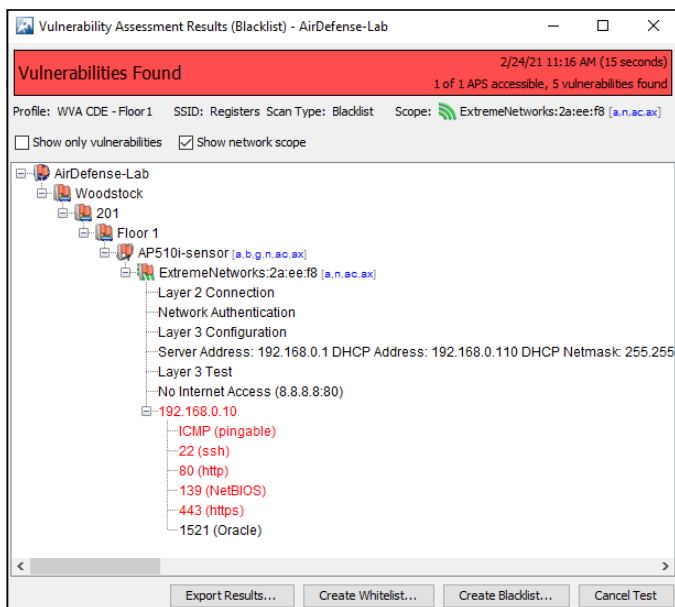 Vulnerability Assessment Results (Blacklist) - AirDefense-Lab
Vulnerabilities Found
2/24/21 11:16 AM (15 seconds)
1 of 1 APS accessible, 5 vulnerabilities found
Profile: WVA CDE - Floor1 SSID: Registers Scan Type: Blacklist Scope: ExtremeNetworks:2a:ee:f8 [a,n,ac,ax]
Show only vulnerabilities Show network scope
AirDefense-Lab
Woodstock
201
Floor 1
AP510i-sensor [a,b,g,n,ac,ax]
ExtremeNetworks:2a:ee:f8 [a,n,ac,ax]
Layer 2 Connection
Network Authentication
Layer 3 Configuration
Server Address: 192.168.0.1 DHCP Address: 192.168.0.110 DHCP Netmask: 255.255
Layer 3 Test
No Internet Access (8.8.8.8:80)
192.168.0.10
ICMP (pingable)
22 (ssh)
80 (http)
139 (NetBIOS)
443 (https)
1521 (Oracle)
Export Results... Create Whitelist... Create Blacklist... Cancel Test